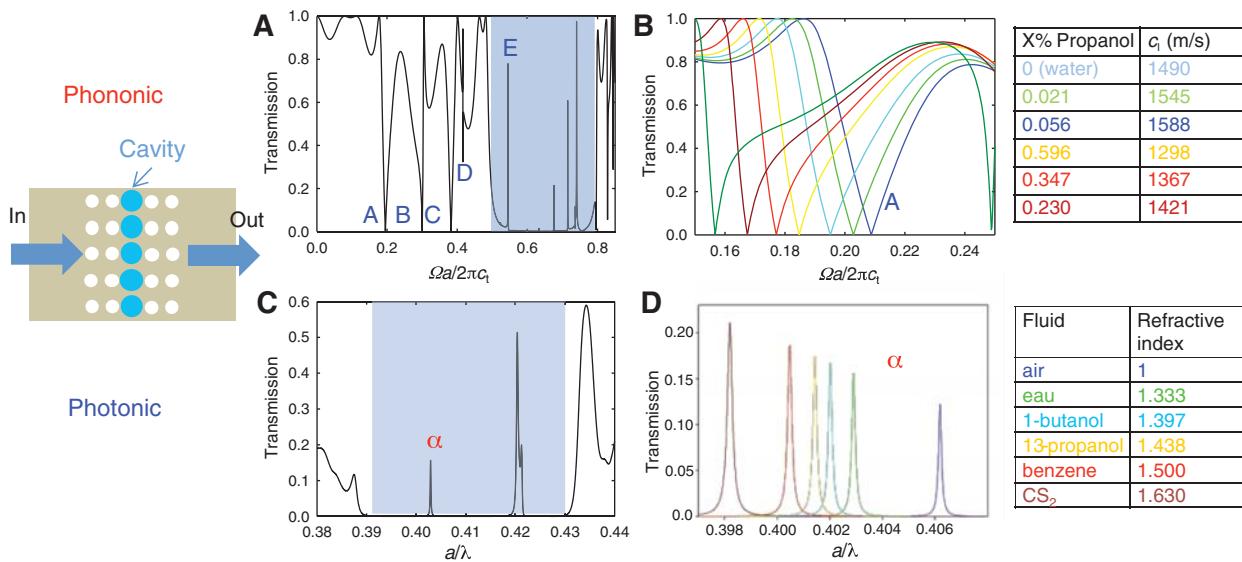 Phononic
Cavity
In
Out
Photonic
A
Transmission
1.0
0.8
0.6
0.4
0.2
0.0
A
B
C
D
E
0.0
0.2
0.4
0.6
0.8
Ωa/2πct
B
Transmission
1.0
0.8
0.6
0.4
0.2
0.0
A
0.16
0.18
0.20
0.22
0.24
Ωa/2πct
X% Propanol cl (m/s)
0 (water) 1490
0.021 1545
0.056 1588
0.596 1298
0.347 1367
0.230 1421
C
Transmission
0.6
0.5
0.4
0.3
0.2
0.1
0.0
α
0.38
0.39
0.40
0.41
0.42
0.43
0.44
a/λ
D
Transmission
0.20
0.15
0.10
0.05
0.0
α
0.398
0.400
0.402
0.404
0.406
a/λ
Fluid Refractive
index
air 1
eau 1.333
1-butanol 1.397
13-propanol 1.438
benzene 1.500
CS2 1.630